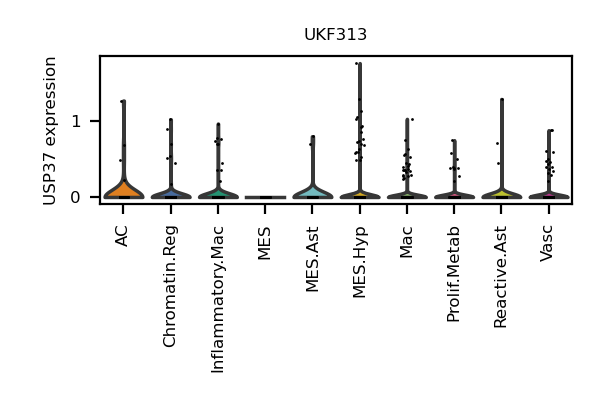 UKF313
USP37 expression
1
0
AC
Chromatin.Reg
Inflammatory.Mac
MES
MES.Ast
MES.Hyp
Mac
Prolif.Metab
Reactive.Ast
Vasc